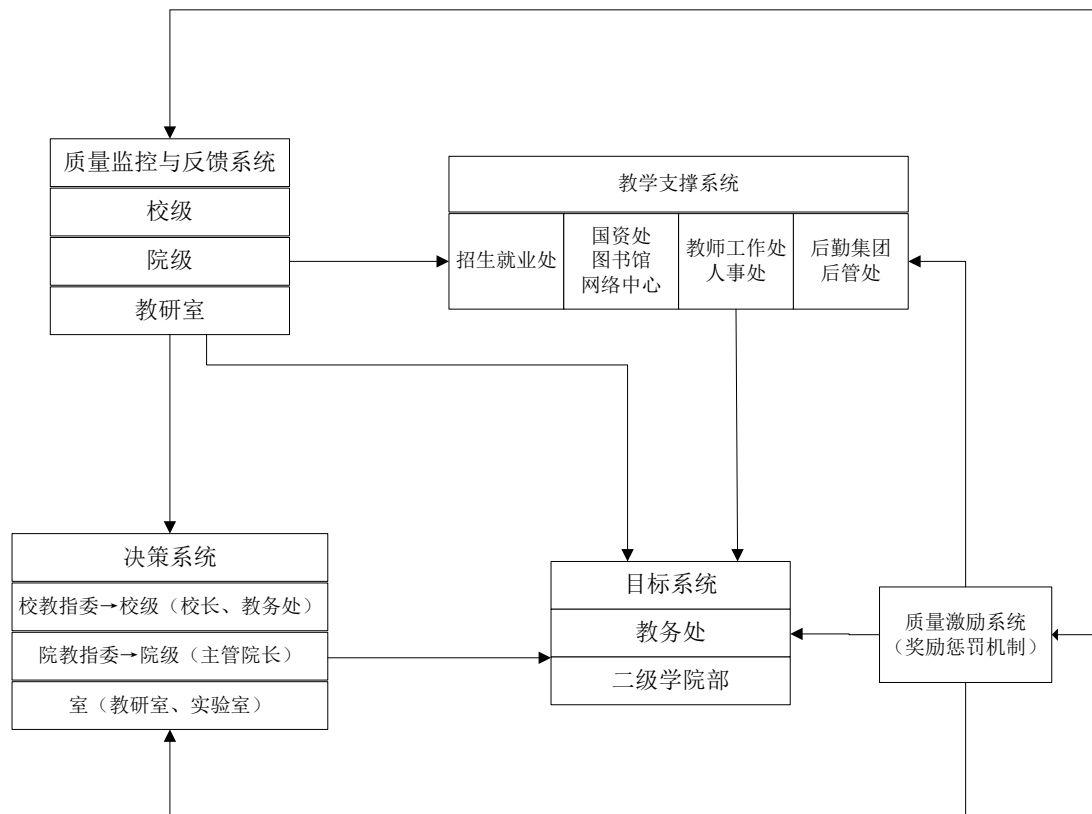 质量监控与反馈系统
校级
院级
教研室
教学支撑系统
招生就业处
国资处
图书馆
网络中心
教师工作处
人事处
后勤集团
后管处
决策系统
校教指委→校级（校长、教务处）
院教指委→院级（主管院长）
室（教研室、实验室）
目标系统
教务处
二级学院部
质量激励系统
（奖励惩罚机制）